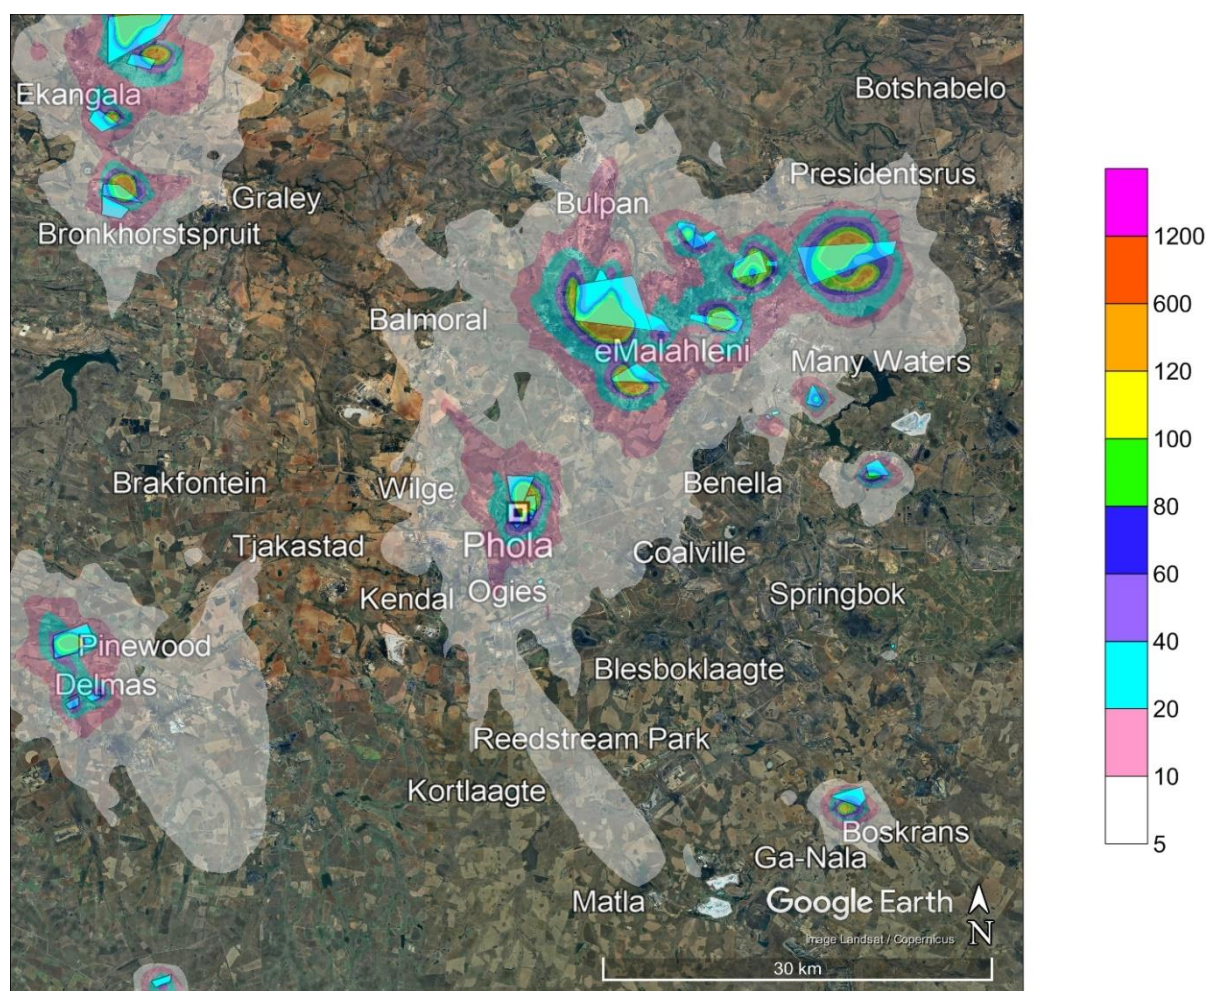 Botshabelo
Ekangala
Presidentsrus
Graley
Bulpan
Bronkhorstspruit
1200
600
Balmoral
eMalahleni
Many Waters
120
100
Brakfontein
Wilge
Benella
80
Phola
Tjakastad
Coalville
60
Kendal
Ogies
Springbok
40
Pinewood
Blesboklaagte
Delmas
20
Reedstream Park
Kortlaagte
10
Boskrans
5
Ga-Nala
Matla
Google Earth
N
Image Landsat / Copernicus
30 km